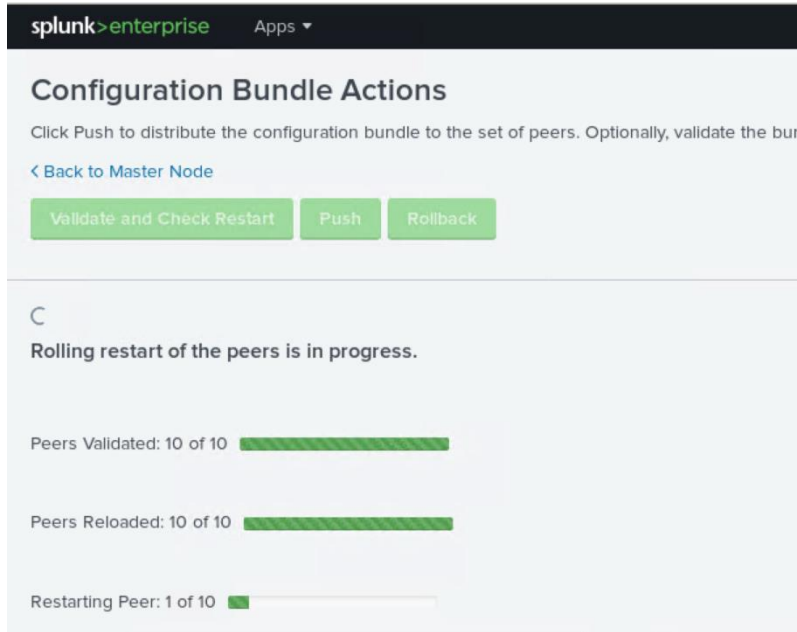 splunk>enterprise Apps
Configuration Bundle Actions
Click Push to distribute the configuration bundle to the set of peers. Optionally, validate the
Back to Master Node
Validate and Check Restart Push Rollback
Rolling restart of the peers is in progress.
Peers Validated: 10 of 10
Peers Reloaded: 10 of 10
Restarting Peer: 1 of 10